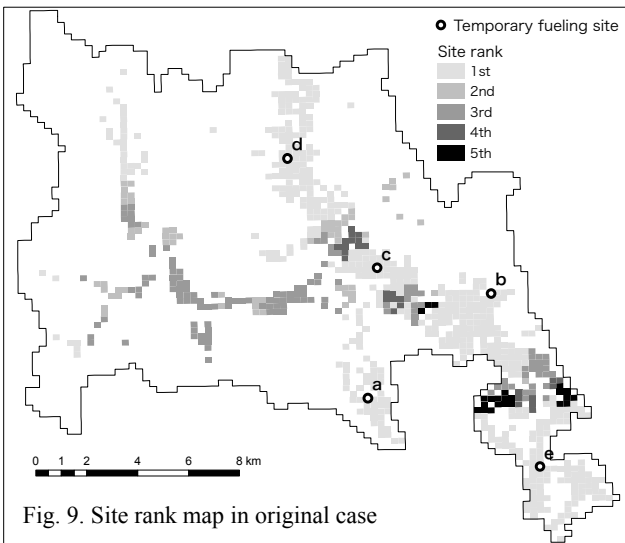 Temporary fueling site
Site rank
1st
2nd
3rd
4th
5th
d
c
b
a
e
0 1 2 4 6 8 km
Fig. 9. Site rank map in original case